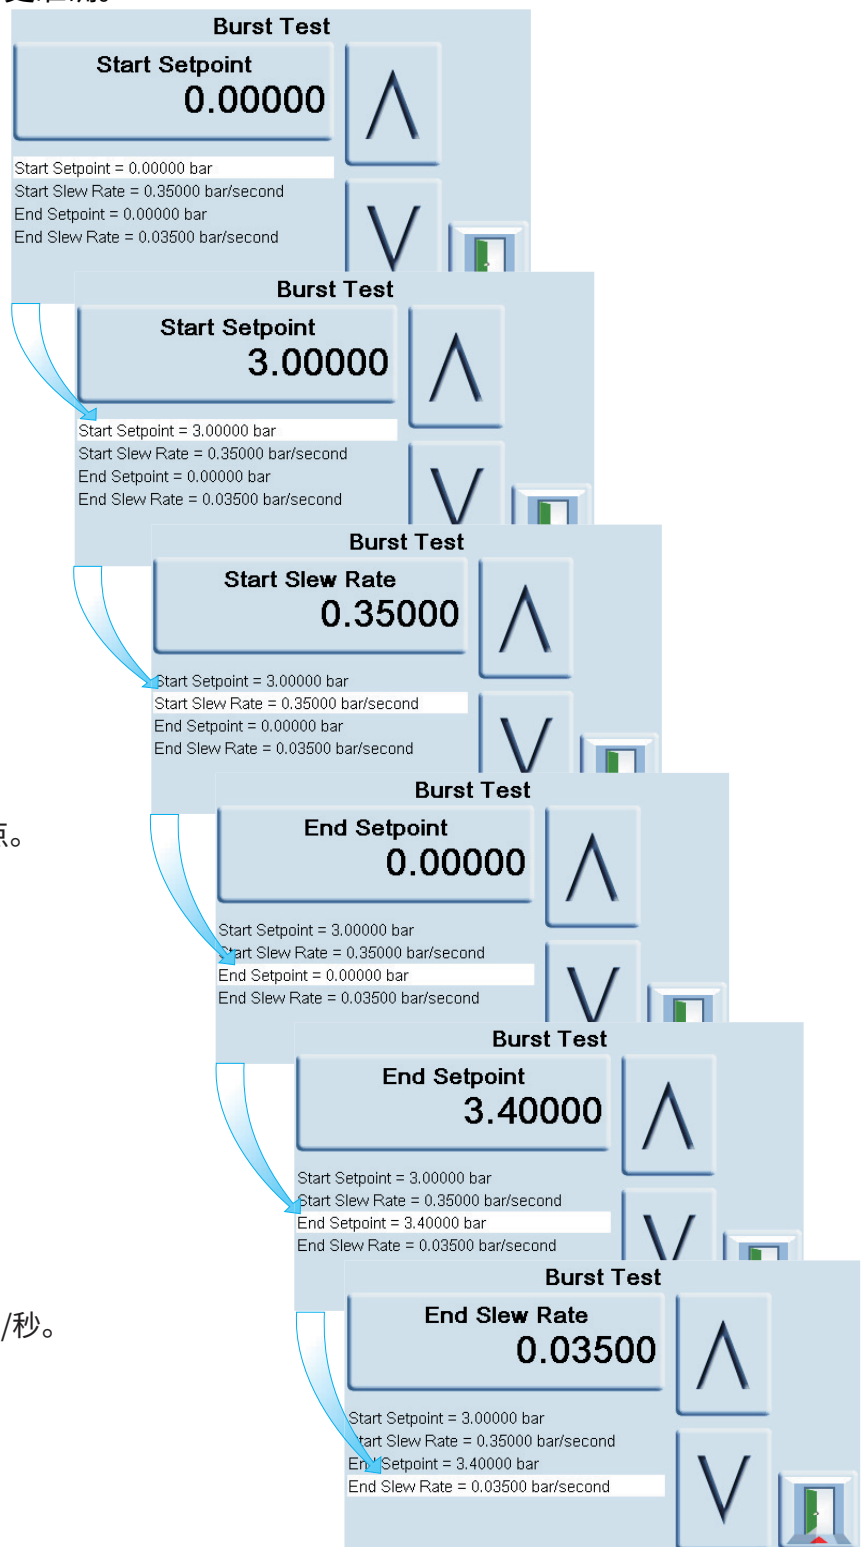 更准确。
Burst Test
Start Setpoint
0.00000
Start Setpoint = 0.00000 bar
Start Slew Rate = 0.35000 bar/second
End Setpoint = 0.00000 bar
End Slew Rate = 0.03500 bar/second
Burst Test
Start Setpoint
3.00000
Start Setpoint = 3.00000 bar
Start Slew Rate = 0.35000 bar/second
End Setpoint = 0.00000 bar
End Slew Rate = 0.03500 bar/second
Burst Test
Start Slew Rate
0.35000
Start Setpoint = 3.00000 bar
Start Slew Rate = 0.35000 bar/second
End Setpoint = 0.00000 bar
End Slew Rate = 0.03500 bar/second
Burst Test
End Setpoint
0.00000
点。
Start Setpoint = 3.00000 bar
Start Slew Rate = 0.35000 bar/second
End Setpoint = 0.00000 bar
End Slew Rate = 0.03500 bar/second
Burst Test
End Setpoint
3.40000
Start Setpoint = 3.00000 bar
Start Slew Rate = 0.35000 bar/second
End Setpoint = 3.40000 bar
End Slew Rate = 0.03500 bar/second
Burst Test
End Slew Rate
0.03500
/秒。
Start Setpoint = 3.00000 bar
Start Slew Rate = 0.35000 bar/second
End Setpoint = 3.40000 bar
End Slew Rate = 0.03500 bar/second